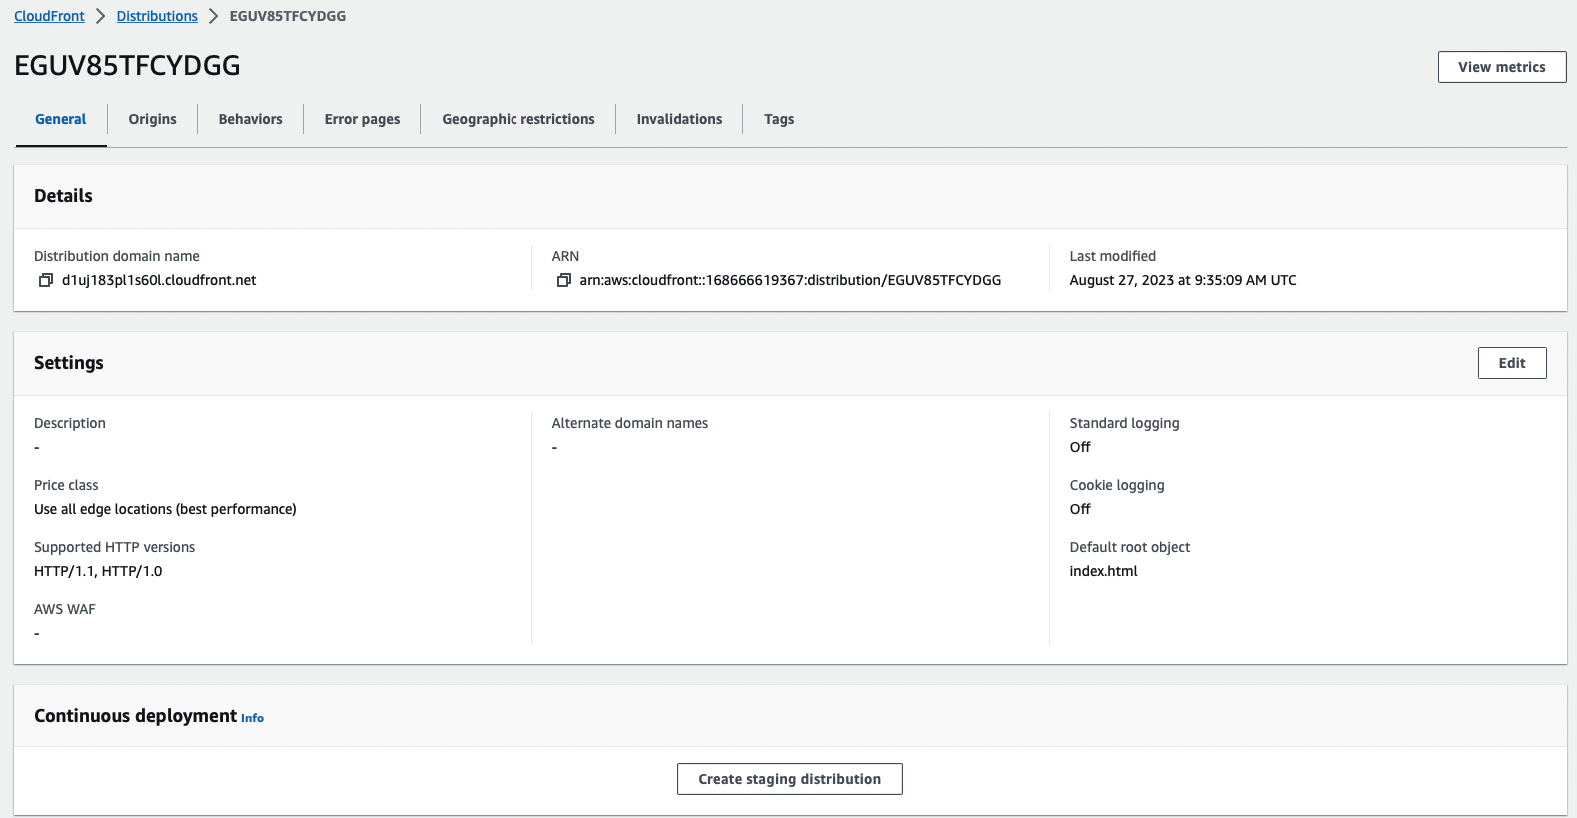 CloudFront > Distributions > EGUV85TFCYDGG
EGUV85TFCYDGG
View metrics
General
Origins
Behaviors
Error pages
Geographic restrictions
Invalidations
Tags
Details
Distribution domain name
d1uj183pl1s60l.cloudfront.net
ARN
arn:aws:cloudfront::168666619367:distribution/EGUV85TFCYDGG
Last modified
August 27, 2023 at 9:35:09 AM UTC
Settings
Edit
Description
-
Price class
Use all edge locations (best performance)
Supported HTTP versions
HTTP/1.1, HTTP/1.0
AWS WAF
-
Alternate domain names
-
Standard logging
Off
Cookie logging
Off
Default root object
index.html
Continuous deployment Info
Create staging distribution